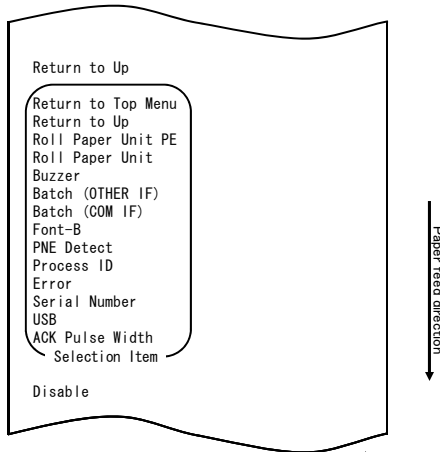 Return to Up
Return to Top Menu
Return to Up
Roll Paper Unit PE
Roll Paper Unit
Buzzer
Batch (OTHER IF)
Batch (COM IF)
Font-B
PNE Detect
Process ID
Error
Serial Number
USB
ACK Pulse Width
Selection Item
Disable
Paper feed direction